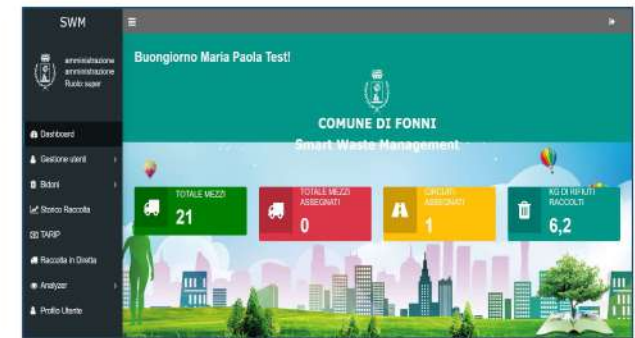 SWM
amministrazione
amministrazione
Ruolo: super
Dashboard
Gestione utenti
Bidoni
Storico Raccolta
TARIP
Raccolta in Diretta
Analyzer
Profilo Utente
Buongiorno Maria Paola Test!
COMUNE DI FONNI
Smart Waste Management
TOTALE MEZZI
21
TOTALE MEZZI
ASSEGNATI
0
CIRCUITI
ASSEGNATI
1
KG DI RIFIUTI
RACCOLTI
6,2